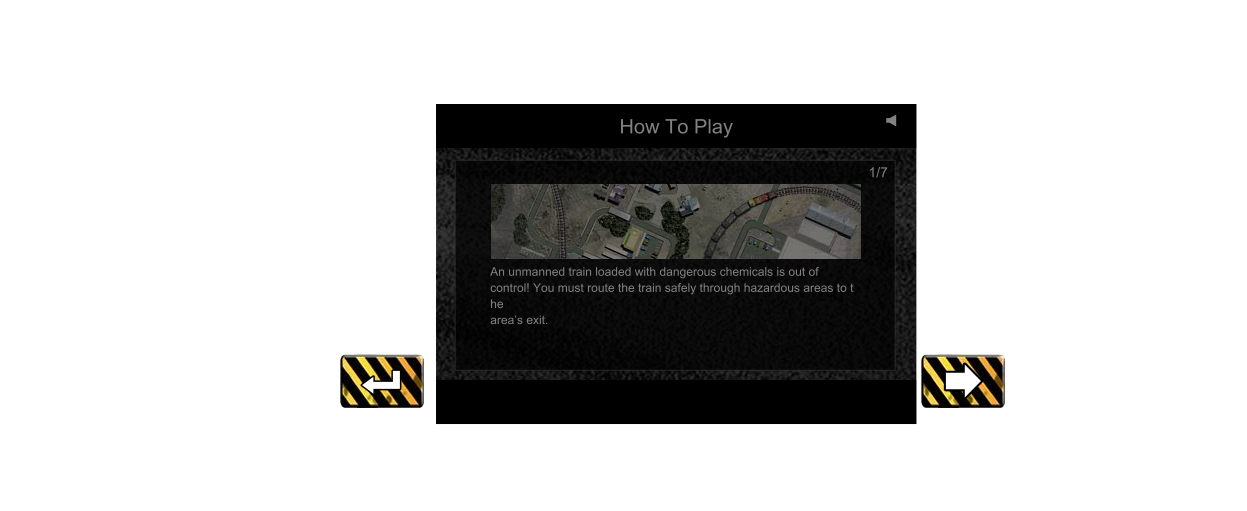 How To Play
1/7
An unmanned train loaded with dangerous chemicals is out of
control! You must route the train safely through hazardous areas to t
he
area's exit.